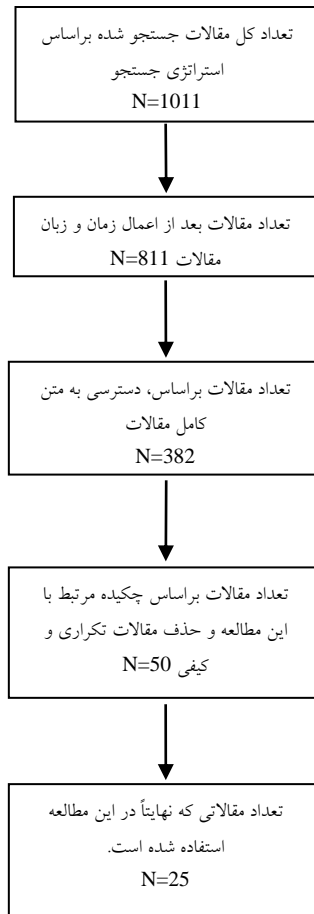 تعداد کل مقالات جستجو شده براساس
استراتژی جستجو
N=1011
تعداد مقالات بعد از اعمال زمان و زبان
مقالات N=811
تعداد مقالات براساس، دسترسی به متن
کامل مقالات
N=382
تعداد مقالات براساس چکیده مرتبط با
این مطالعه و حذف مقالات تکراری و
کیفی N=50
تعداد مقالاتی که نهایتاً در این مطالعه
استفاده شده است.
N=25